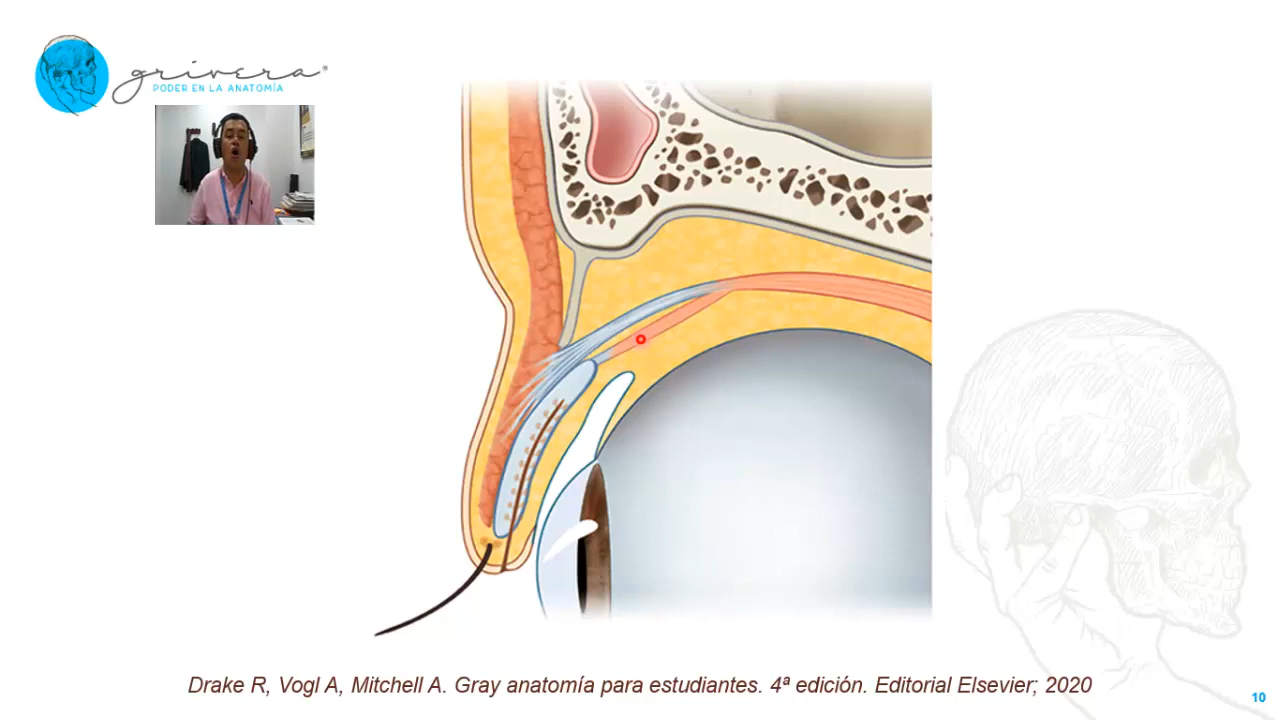 grivera®
PODER EN LA ANATOMÍA
Drake R, Vogl A, Mitchell A. Gray anatomía para estudiantes. 4ª edición. Editorial Elsevier; 2020
10